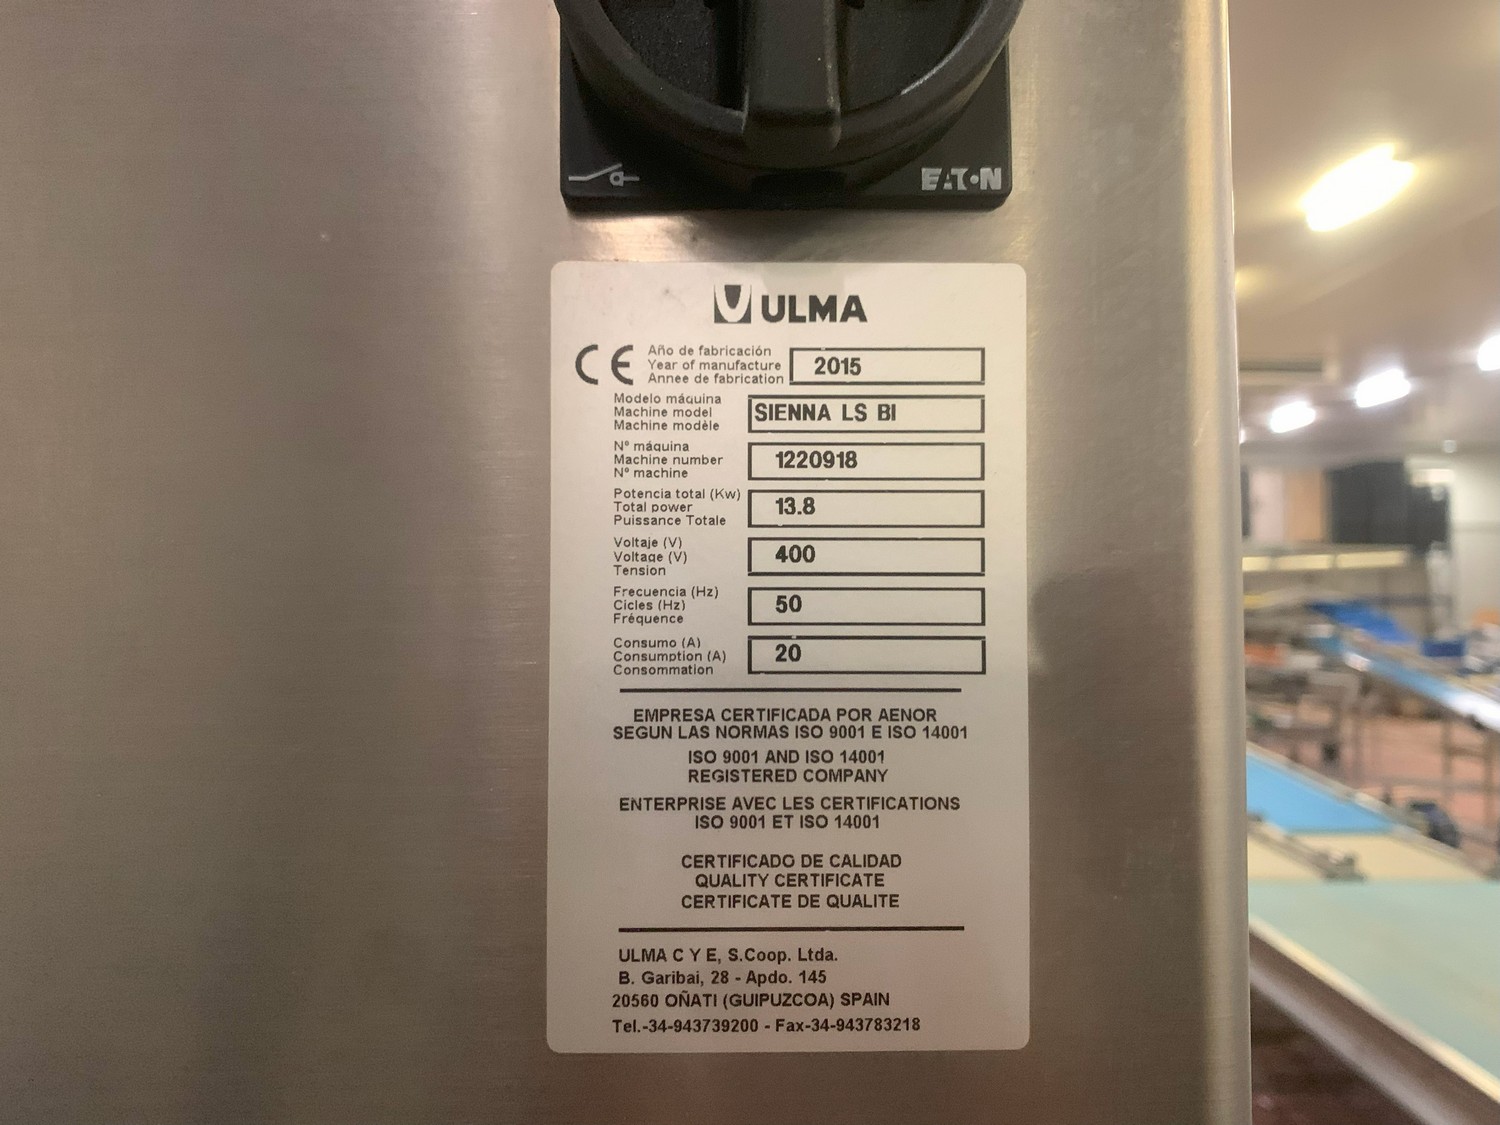 EATON
ULMA
CE
Año de fabricación
Year of manufacture
Annee de fabrication
2015
Modelo máquina
Machine model
Machine modèle
SIENNA LS BI
Nº máquina
Machine number
Nº machine
1220918
Potencia total (Kw)
Total power
Puissance Totale
13.8
Voltaje (V)
Voltage (V)
Tension
400
Frecuencia (Hz)
Cicles (Hz)
Fréquence
50
Consumo (A)
Consumption (A)
Consommation
20
EMPRESA CERTIFICADA POR AENOR
SEGUN LAS NORMAS ISO 9001 E ISO 14001
ISO 9001 AND ISO 14001
REGISTERED COMPANY
ENTERPRISE AVEC LES CERTIFICATIONS
ISO 9001 ET ISO 14001
CERTIFICADO DE CALIDAD
QUALITY CERTIFICATE
CERTIFICATE DE QUALITE
ULMA C Y E, S.Coop. Ltda.
B. Garibai, 28 - Apdo. 145
20560 OÑATI (GUIPUZCOA) SPAIN
Tel.-34-943739200 - Fax-34-943783218